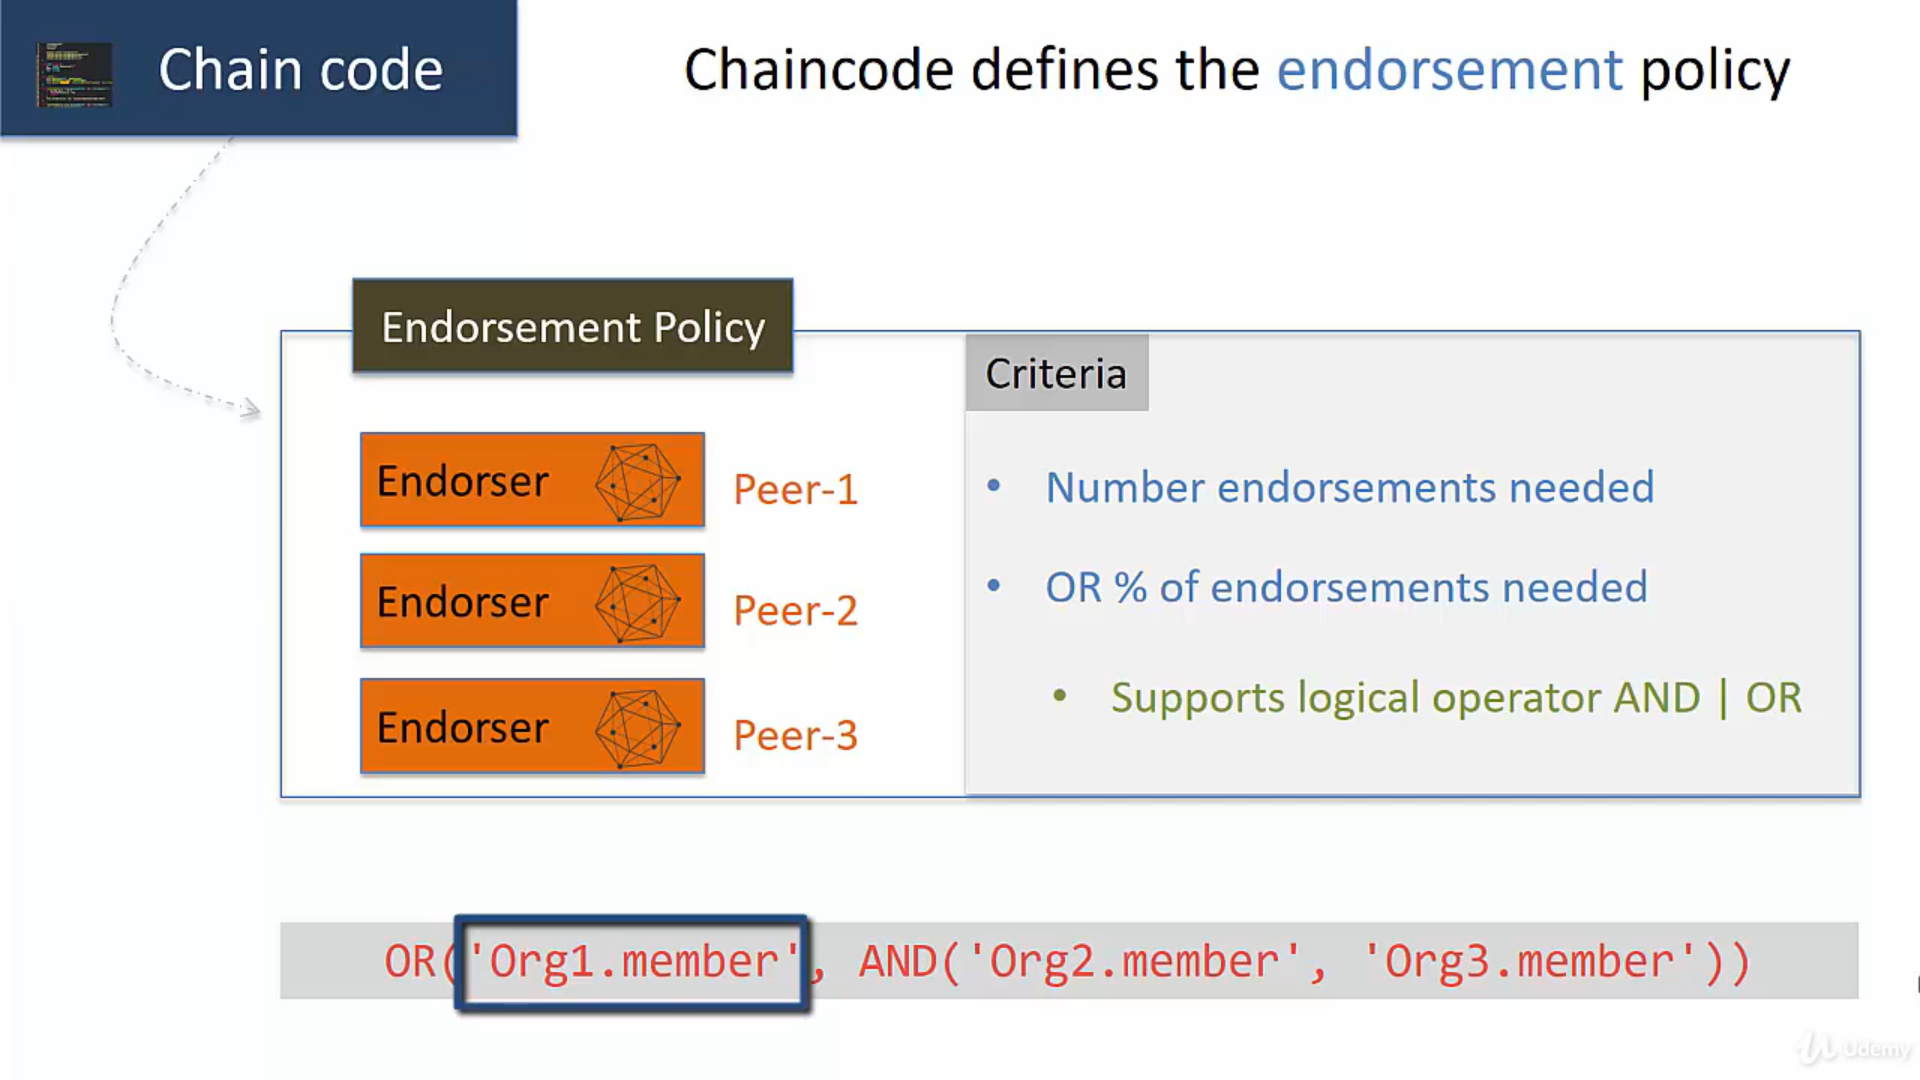 Chain code
Chaincode defines the endorsement policy
Endorsement Policy
Criteria
Endorser
Peer-1
Endorser
Peer-2
Endorser
Peer-3
• Number endorsements needed
• OR % of endorsements needed
• Supports logical operator AND | OR
OR('Org1.member', AND('Org2.member', 'Org3.member'))
Udemy